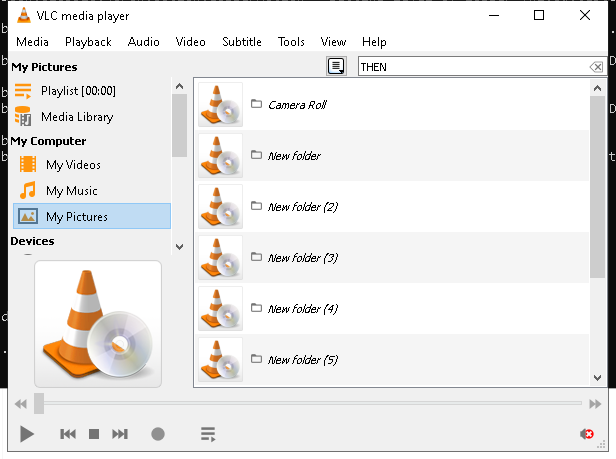 VLC media player
Media Playback Audio Video Subtitle Tools View Help
My Pictures
THEN
Playlist [00:00]
Media Library
My Computer
My Videos
My Music
My Pictures
Devices
Camera Roll
New folder
New folder (2)
New folder (3)
New folder (4)
New folder (5)